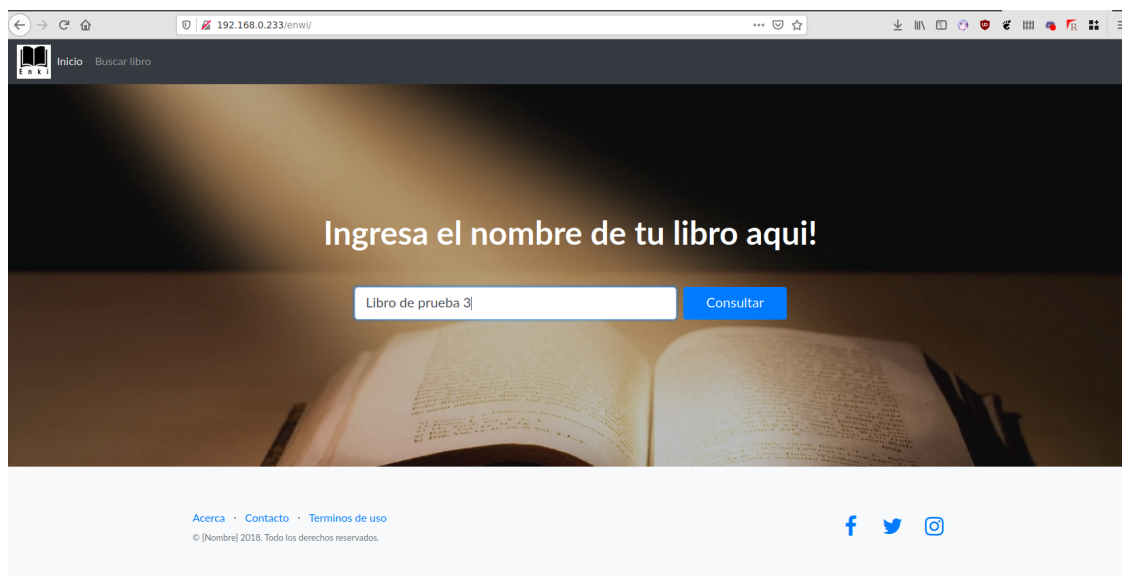 192.168.0.233/enwi/
Enki
Inicio Buscar libro
Ingresa el nombre de tu libro aqui!
Libro de prueba 3
Consultar
Acerca · Contacto · Terminos de uso
© [Nombre] 2018. Todo los derechos reservados.